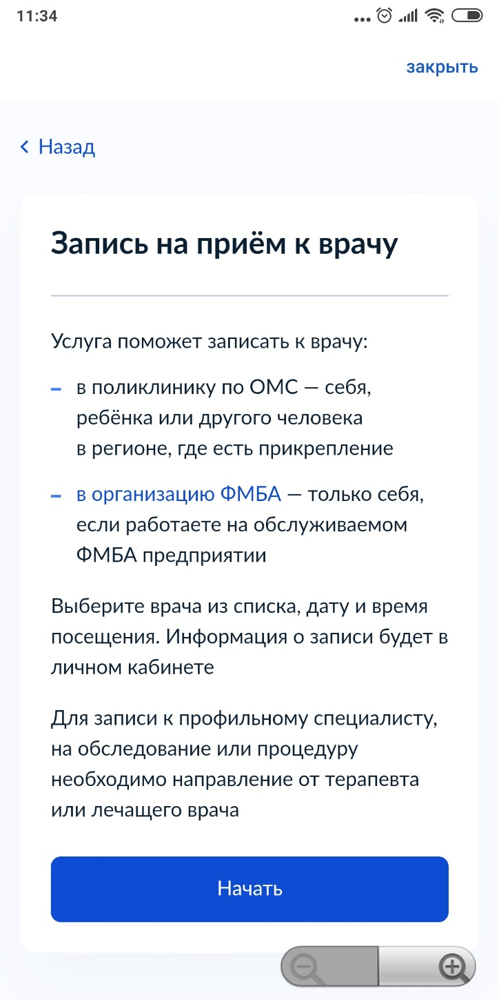 11:34
закрыть
Назад
Запись на приём к врачу
Услуга поможет записать к врачу:
– в поликлинику по ОМС — себя,
ребёнка или другого человека
в регионе, где есть прикрепление
– в организацию ФМБА — только себя,
если работаете на обслуживаемом
ФМБА предприятии
Выберите врача из списка, дату и время
посещения. Информация о записи будет в
личном кабинете
Для записи к профильному специалисту,
на обследование или процедуру
необходимо направление от терапевта
или лечащего врача
Начать